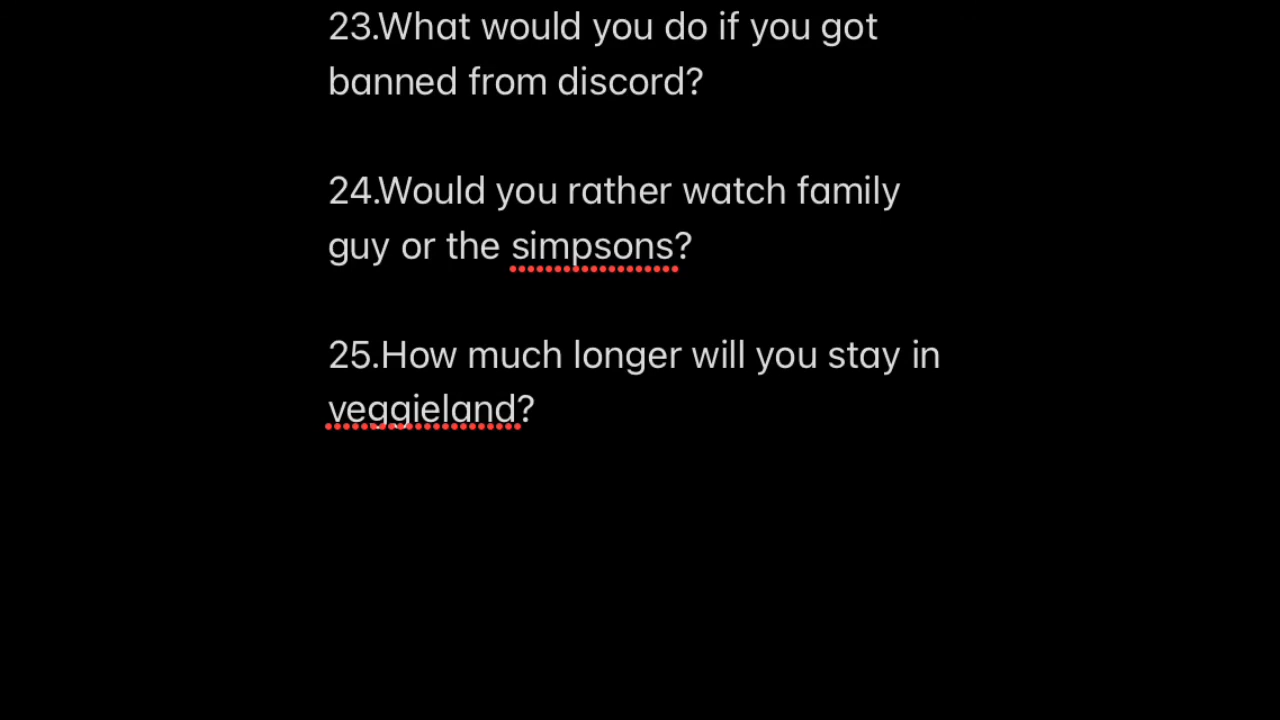 23.What would you do if you got
banned from discord?
24.Would you rather watch family
guy or the simpsons?
25.How much longer will you stay in
veggieland?